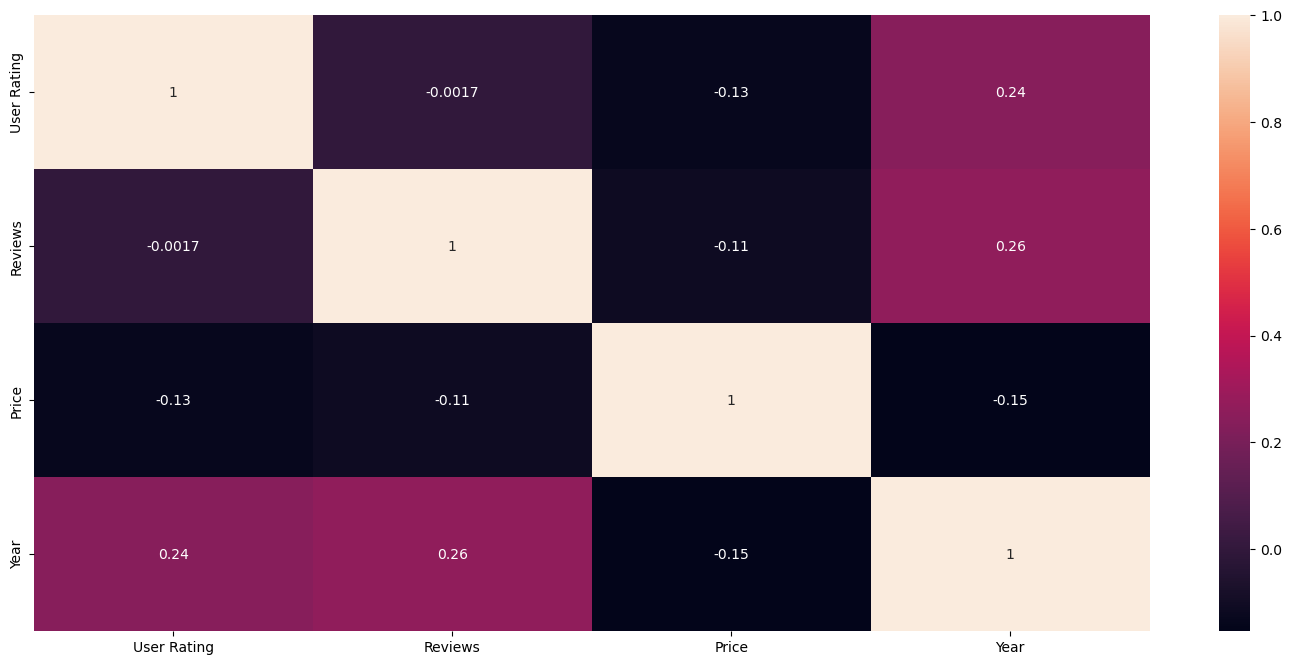 User Rating 1 -0.0017 -0.13 0.24
Reviews -0.0017 1 -0.11 0.26
Price -0.13 -0.11 1 -0.15
Year 0.24 0.26 -0.15 1
User Rating Reviews Price Year
1.0
0.8
0.6
0.4
0.2
0.0